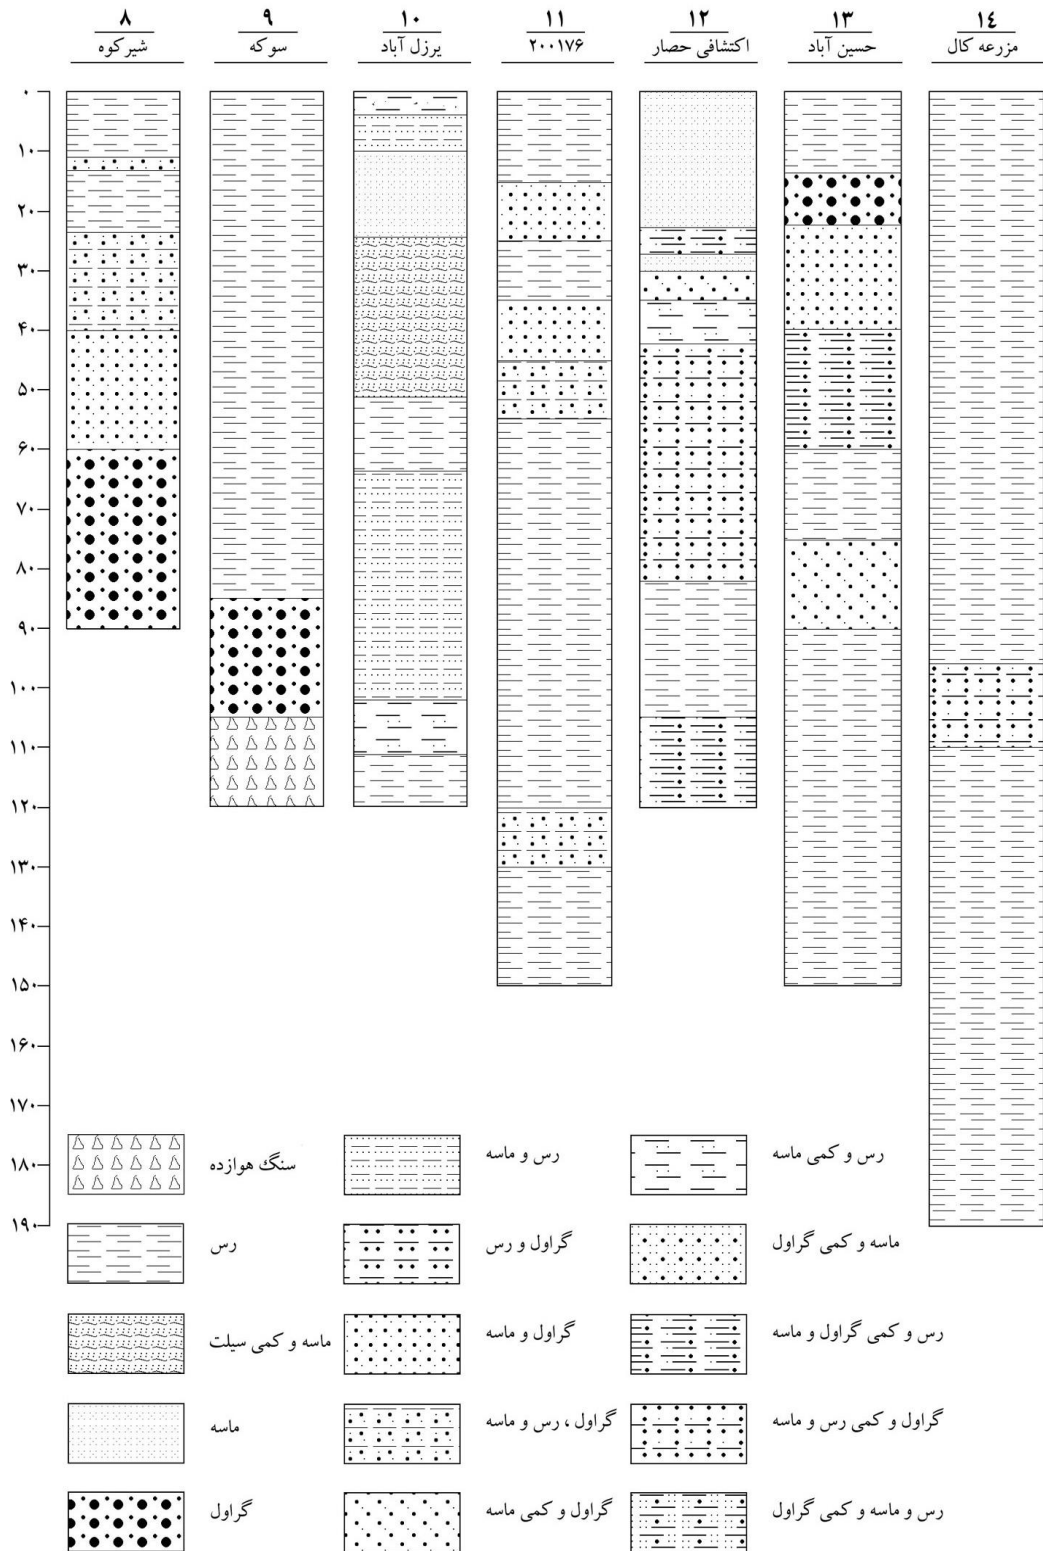 ۸ ۹ ۱۰ ۱۱ ۱۲ ۱۳ ۱۴
شیرکوه سوکه یرزل آباد ۲۰۰۱۷۶ اکتشافی حصار حسین آباد مزرعه کال
۰
۱۰
۲۰
۳۰
۴۰
۵۰
۶۰
۷۰
۸۰
۹۰
۱۰۰
۱۱۰
۱۲۰
۱۳۰
۱۴۰
۱۵۰
۱۶۰
۱۷۰
۱۸۰
۱۹۰
سنگ هوازده رس و ماسه رس و کمی ماسه
رس گراول و رس ماسه و کمی گراول
ماسه و کمی سیلت گراول و ماسه رس و کمی گراول و ماسه
ماسه گراول ، رس و ماسه گراول و کمی رس و ماسه
گراول گراول و کمی ماسه رس و ماسه و کمی گراول